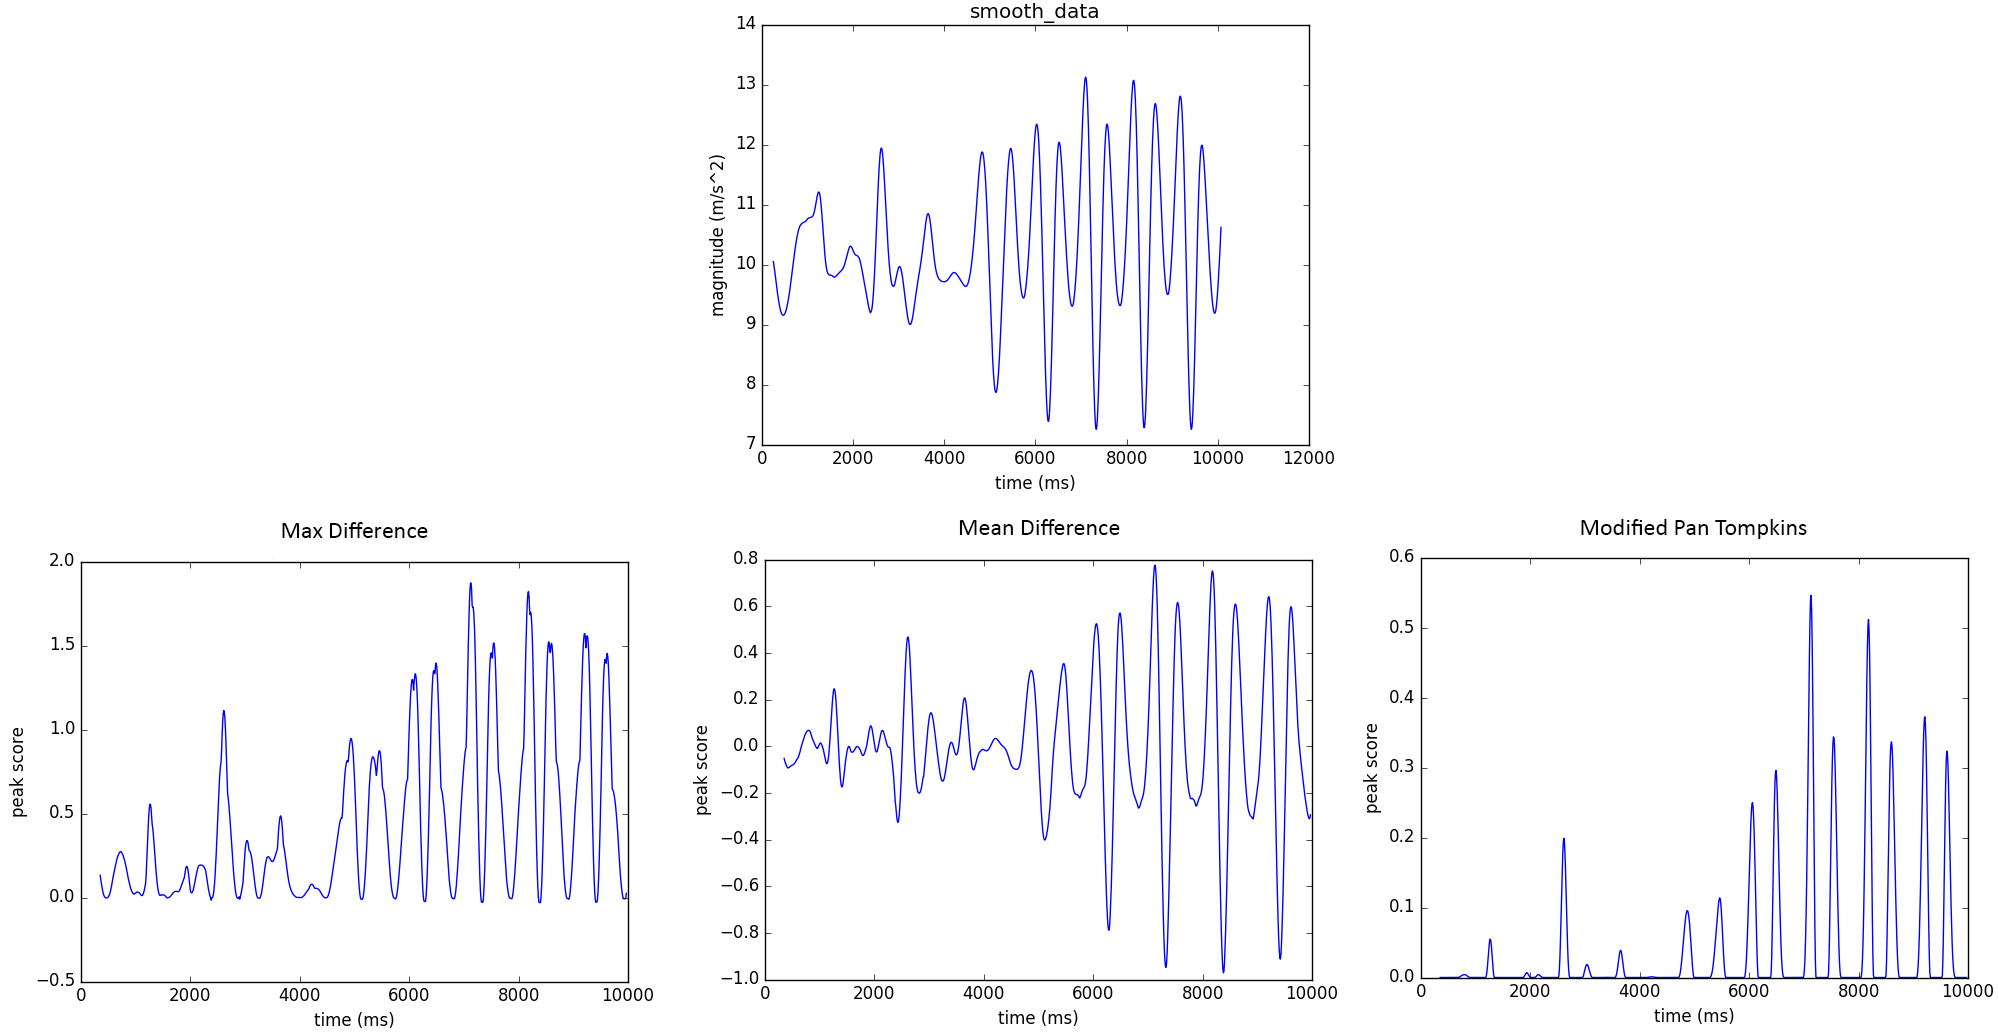 smooth_data
14
13
12
11
10
9
8
7
magnitude (m/s^2)
0 2000 4000 6000 8000 10000 12000
time (ms)
Max Difference
2.0
1.5
1.0
0.5
0.0
−0.5
peak score
0 2000 4000 6000 8000 10000
time (ms)
Mean Difference
0.8
0.6
0.4
0.2
0.0
−0.2
−0.4
−0.6
−0.8
−1.0
peak score
0 2000 4000 6000 8000 10000
time (ms)
Modified Pan Tompkins
0.6
0.5
0.4
0.3
0.2
0.1
0.0
peak score
0 2000 4000 6000 8000 10000
time (ms)